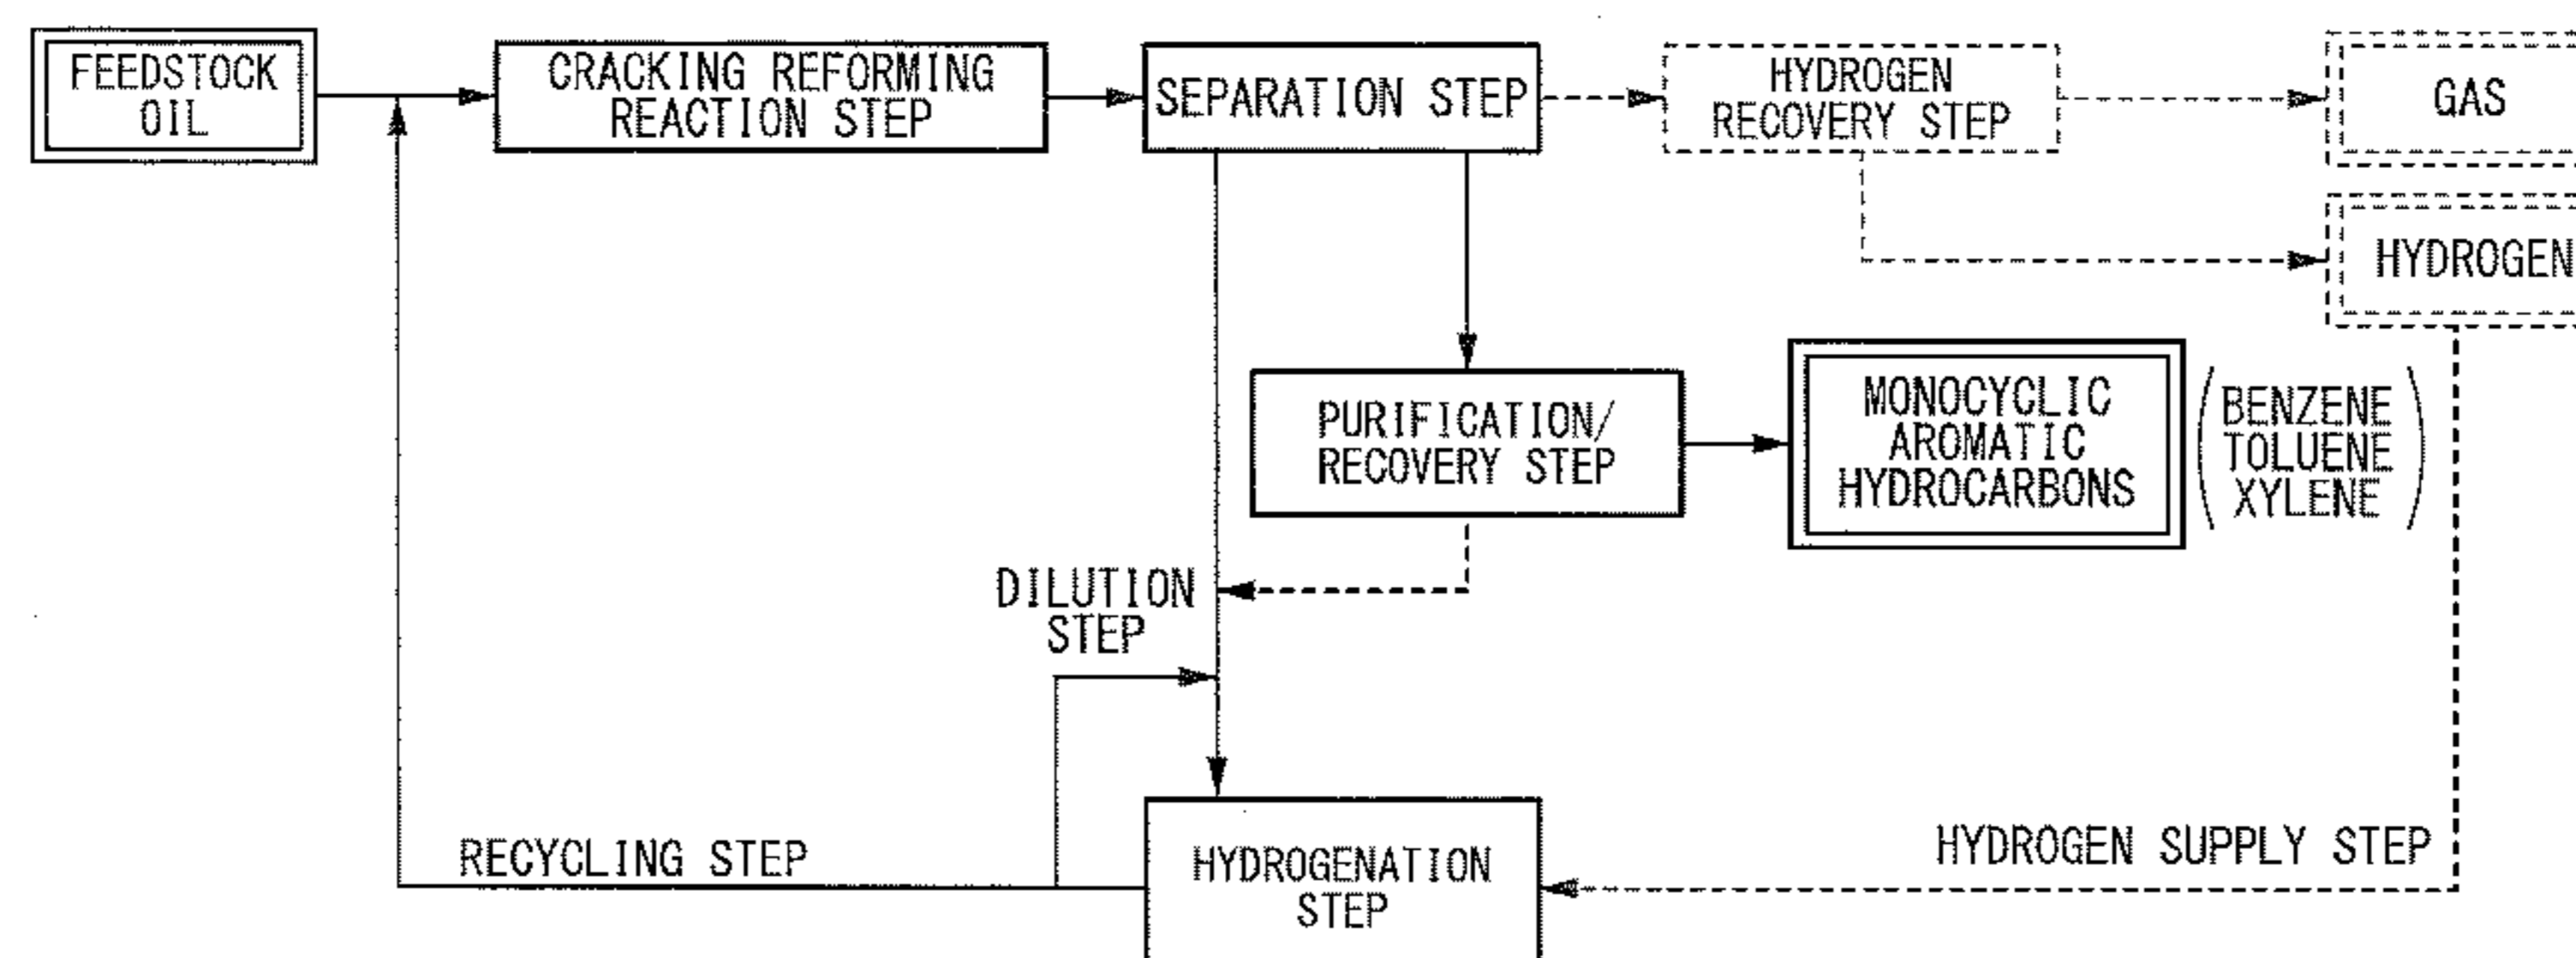 FEEDSTOCK
OIL
CRACKING REFORMING
REACTION STEP
SEPARATION STEP
HYDROGEN
RECOVERY STEP
GAS
HYDROGEN
PURIFICATION/
RECOVERY STEP
MONOCYCLIC
AROMATIC
HYDROCARBONS
BENZENE
TOLUENE
XYLENE
DILUTION
STEP
RECYCLING STEP
HYDROGENATION
STEP
HYDROGEN SUPPLY STEP